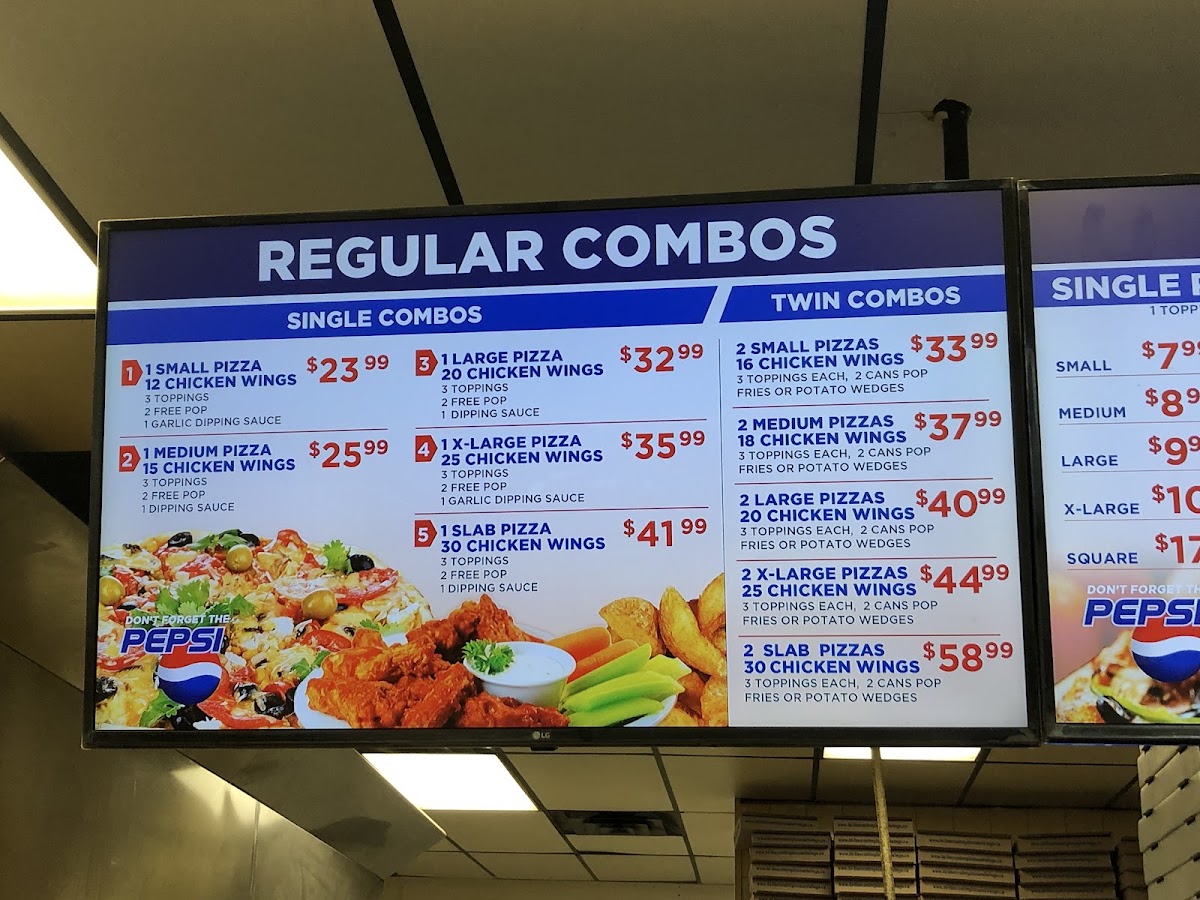 REGULAR COMBOS
SINGLE COMBOS
1
1 SMALL PIZZA
12 CHICKEN WINGS
$23.99
3 TOPPINGS
2 FREE POP
1 GARLIC DIPPING SAUCE
2
1 MEDIUM PIZZA
15 CHICKEN WINGS
$25.99
3 TOPPINGS
2 FREE POP
1 DIPPING SAUCE
3
1 LARGE PIZZA
20 CHICKEN WINGS
$32.99
3 TOPPINGS
2 FREE POP
1 DIPPING SAUCE
4
1 X-LARGE PIZZA
25 CHICKEN WINGS
$35.99
3 TOPPINGS
2 FREE POP
1 GARLIC DIPPING SAUCE
5
1 SLAB PIZZA
30 CHICKEN WINGS
$41.99
3 TOPPINGS
2 FREE POP
1 DIPPING SAUCE
DON'T FORGET THE
PEPSI
TWIN COMBOS
2 SMALL PIZZAS
16 CHICKEN WINGS
$33.99
3 TOPPINGS EACH, 2 CANS POP
FRIES OR POTATO WEDGES
2 MEDIUM PIZZAS
18 CHICKEN WINGS
$37.99
3 TOPPINGS EACH, 2 CANS POP
FRIES OR POTATO WEDGES
2 LARGE PIZZAS
20 CHICKEN WINGS
$40.99
3 TOPPINGS EACH, 2 CANS POP
FRIES OR POTATO WEDGES
2 X-LARGE PIZZAS
25 CHICKEN WINGS
$44.99
3 TOPPINGS EACH, 2 CANS POP
FRIES OR POTATO WEDGES
2 SLAB PIZZAS
30 CHICKEN WINGS
$58.99
3 TOPPINGS EACH, 2 CANS POP
FRIES OR POTATO WEDGES
LG
SINGLE
1 TOPP
SMALL
MEDIUM
LARGE
X-LARGE
SQUARE
DON'T FORGET TH
PEPSI